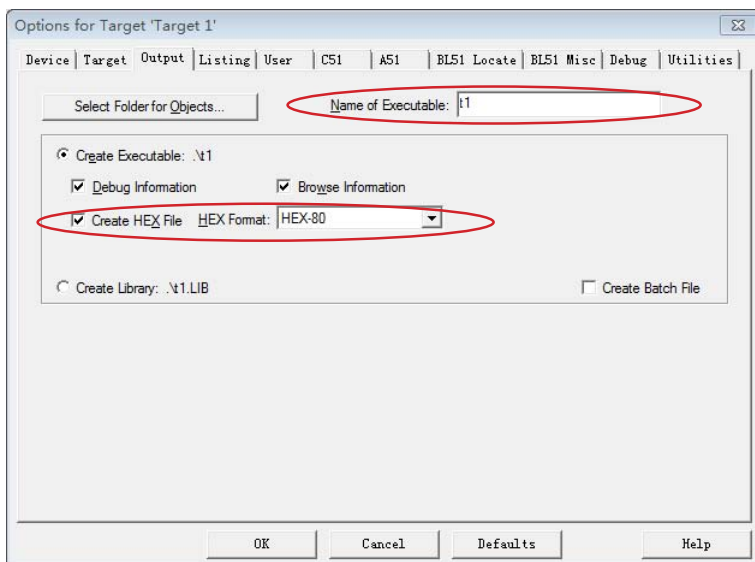 Options for Target 'Target 1'
Device Target Output Listing User C51 A51 BL51 Locate BL51 Misc Debug Utilities
Select Folder for Objects... Name of Executable: t1
Create Executable: .\t1
Debug Information Browse Information
Create HEX File HEX Format: HEX-80
Create Library: .\t1.LIB Create Batch File
OK Cancel Defaults Help